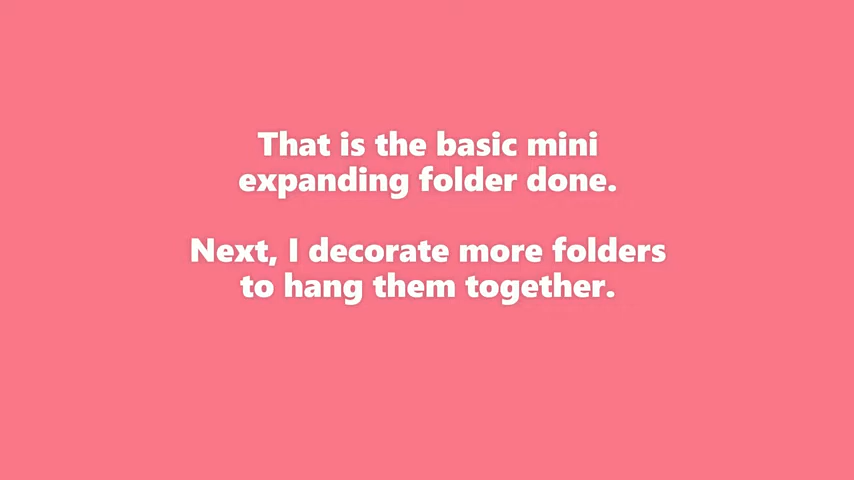 That is the basic mini
expanding folder done.
Next, I decorate more folders
to hang them together.